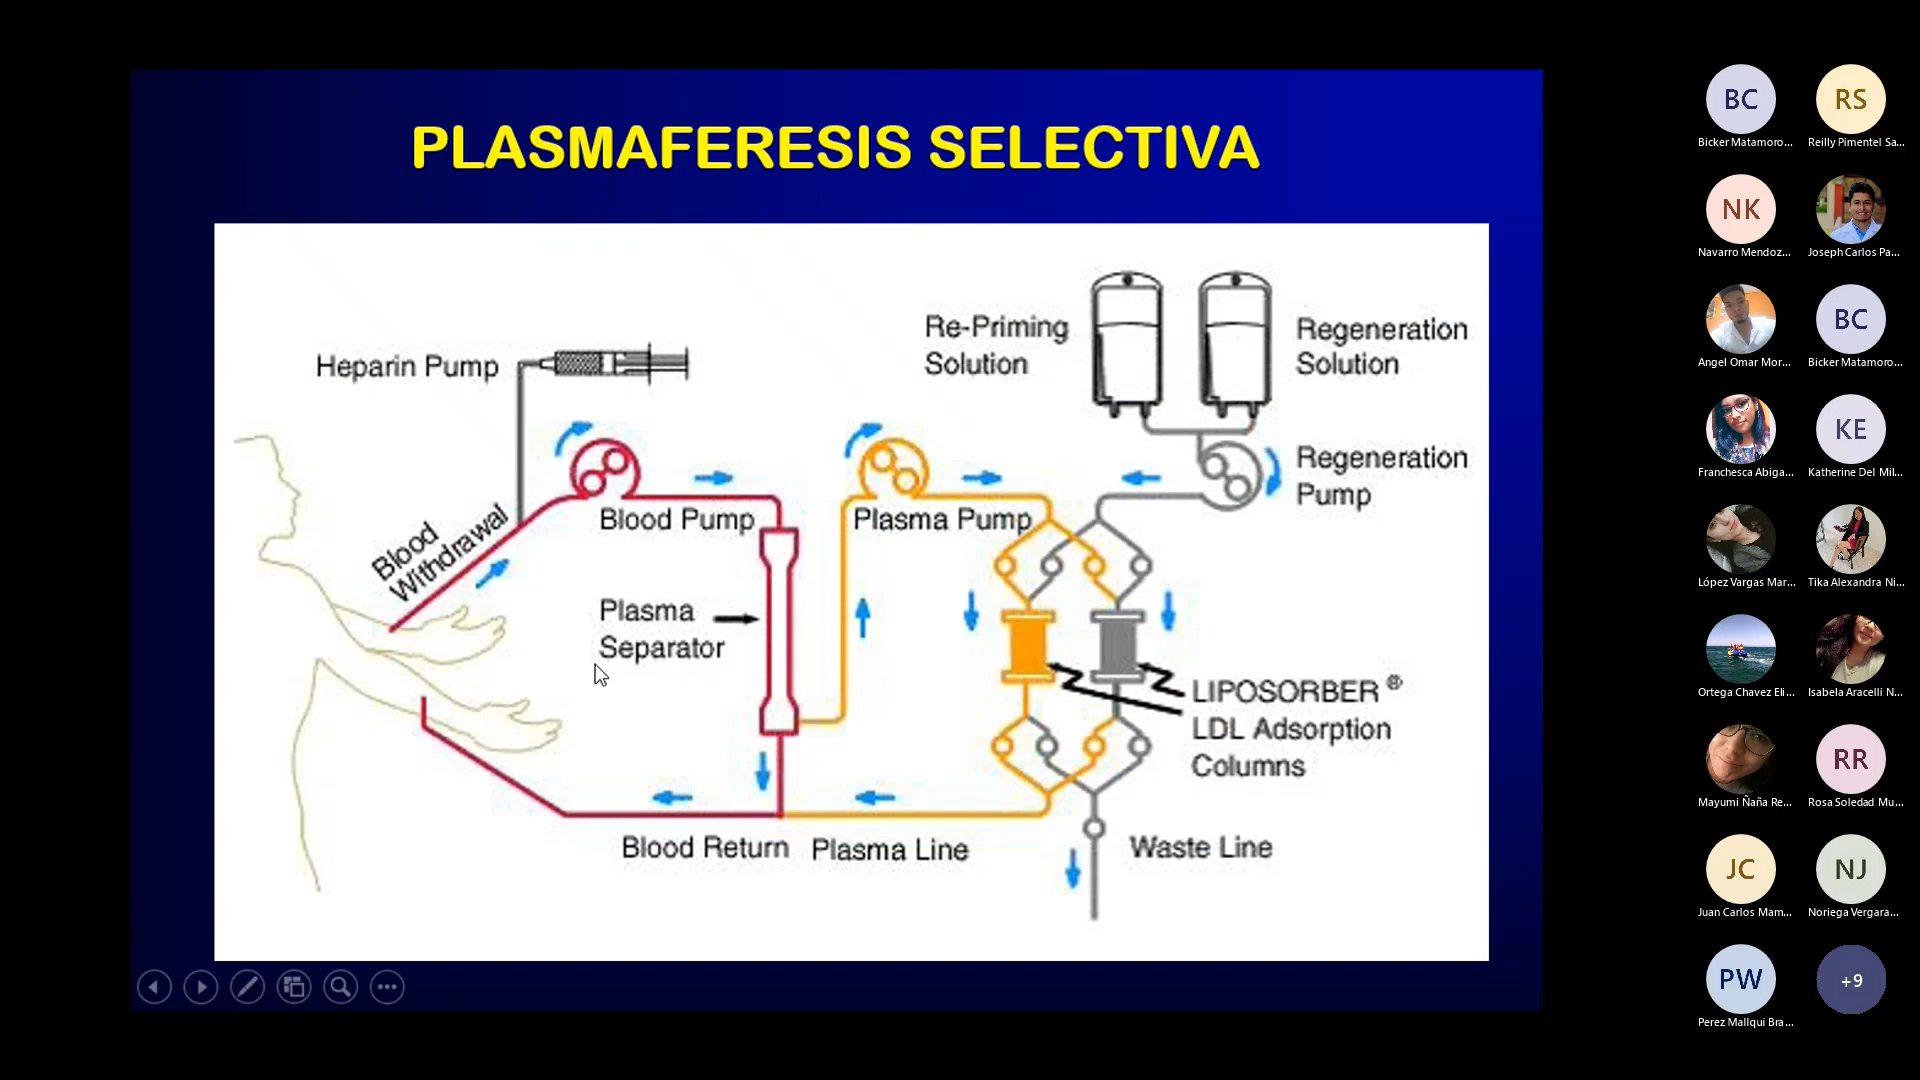 PLASMAFERESIS SELECTIVA
Heparin Pump
Re-Priming
Solution
Regeneration
Solution
Regeneration
Pump
Blood
Withdrawal
Blood Pump
Plasma Pump
Plasma
Separator
LIPOSORBER®
LDL Adsorption
Columns
Blood Return
Plasma Line
Waste Line
BC
Bicker Matamoro...
RS
Reilly Pimentel Sa...
NK
Navarro Mendoz...
Joseph Carlos Pa...
Angel Omar Mor...
BC
Bicker Matamoro...
Franchesca Abiga...
KE
Katherine Del Mil...
López Vargas Mar...
Tika Alexandra Ni...
Ortega Chavez Eli...
Isabela Aracelli N...
Mayumi Ñaña Re...
RR
Rosa Soledad Mu...
JC
Juan Carlos Mam...
NJ
Noriega Vergara...
PW
Perez Mallqui Bra...
+9